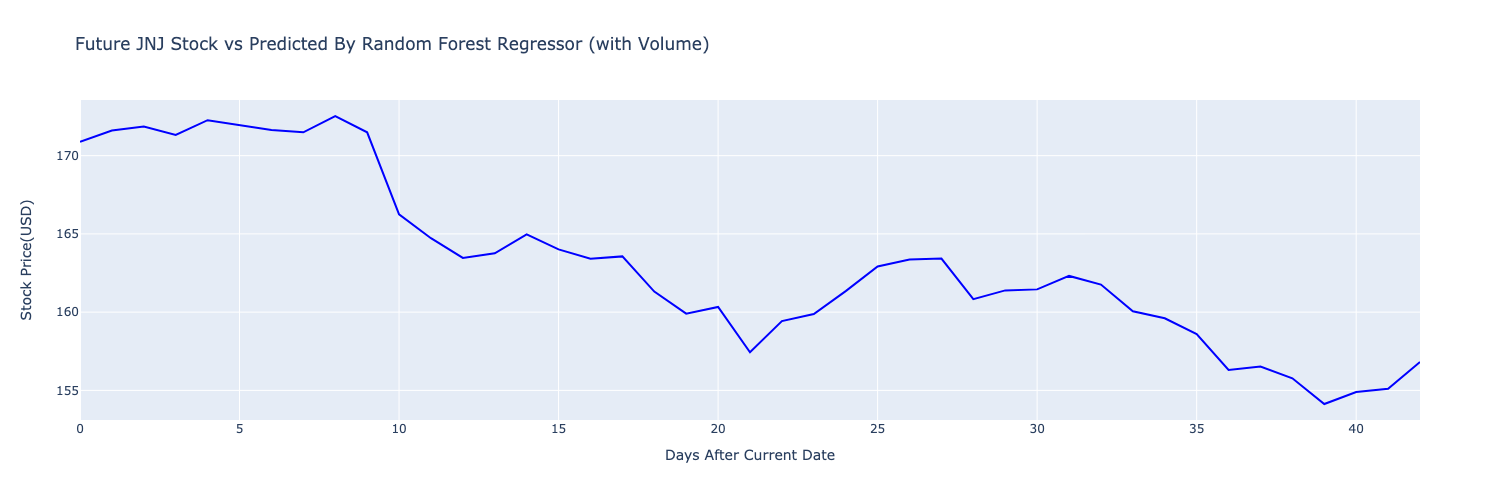 Future JNJ Stock vs Predicted By Random Forest Regressor (with Volume)
Stock Price(USD)
170
165
160
155
0 5 10 15 20 25 30 35 40
Days After Current Date